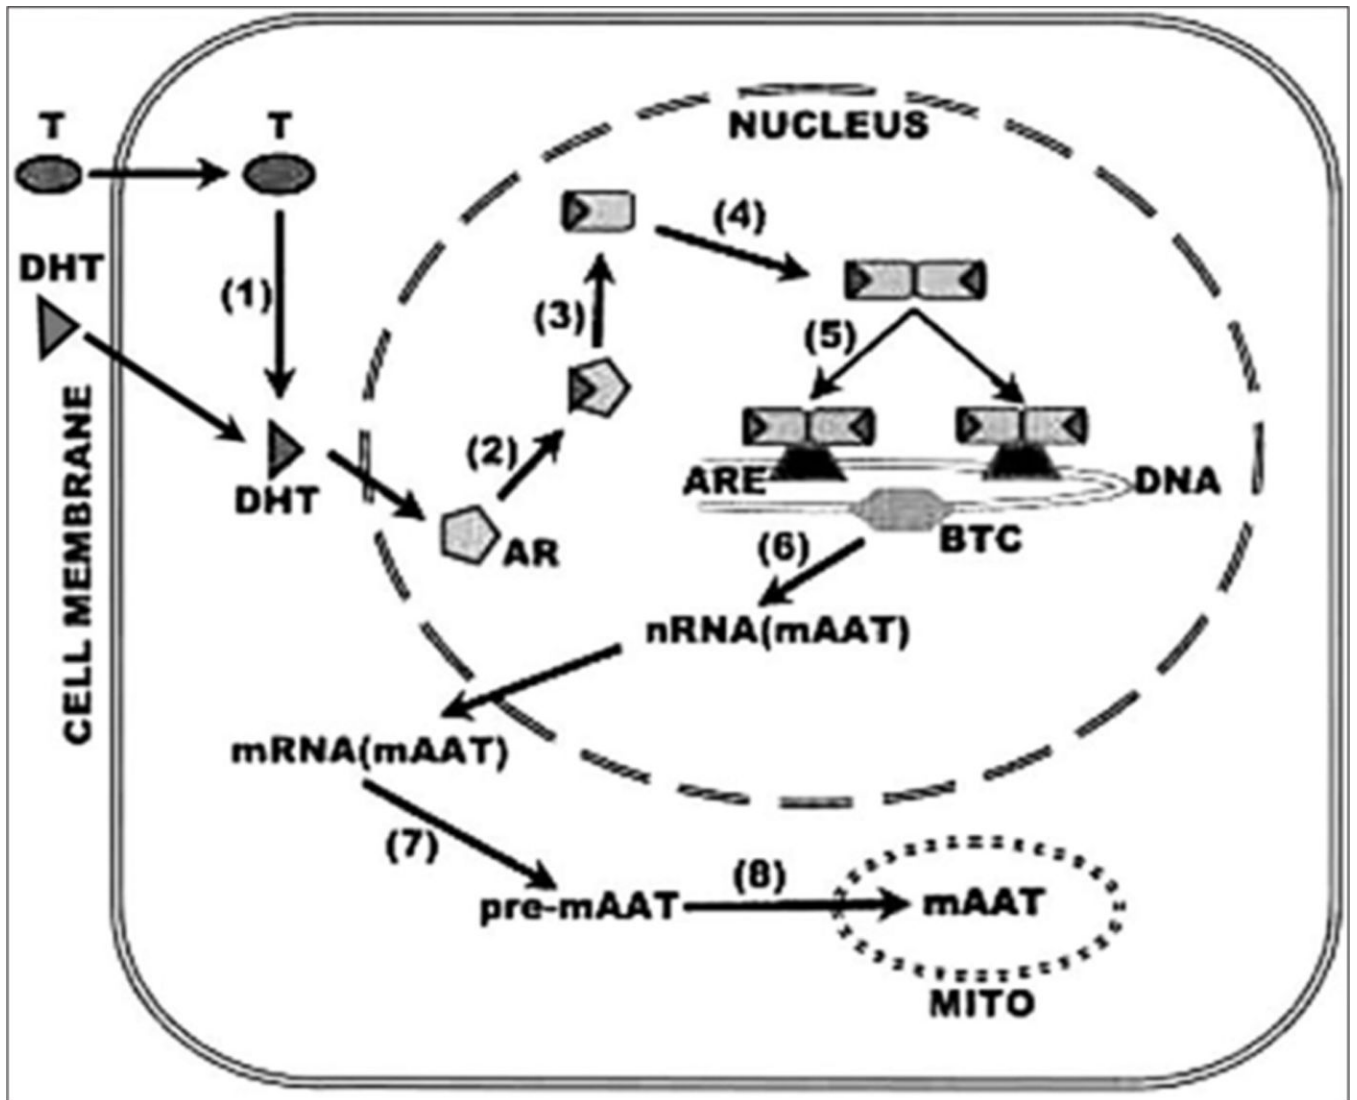 NUCLEUS
T
T
(4)
DHT
(1)
(3)
(5)
(2)
ARE
DNA
DHT
AR
BTC
(6)
CELL MEMBRANE
nRNA(mAAT)
mRNA(mAAT)
(7)
(8)
pre-mAAT
mAAT
MITO